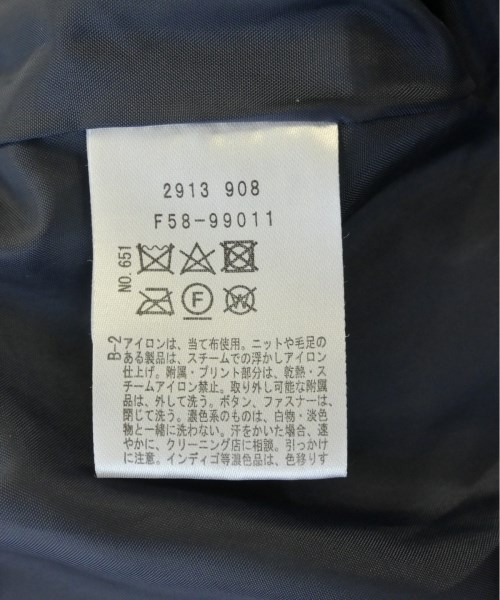 2913 908
F58-99011
NO.651
F
W
B-2
アイロンは、当て布使用。ニットや毛足の
ある製品は、スチームでの浮かしアイロン
仕上げ。附属・プリント部分は、乾熱・ス
チームアイロン禁止。取り外し可能な附属
品は、外して洗う。ボタン、ファスナーは、
閉じて洗う。濃色系のものは、白物・淡色
物と一緒に洗わない。汗をかいた場合、速
やかに、クリーニング店に相談。引っかけ
に注意。インディゴ等混色品は、色移りす